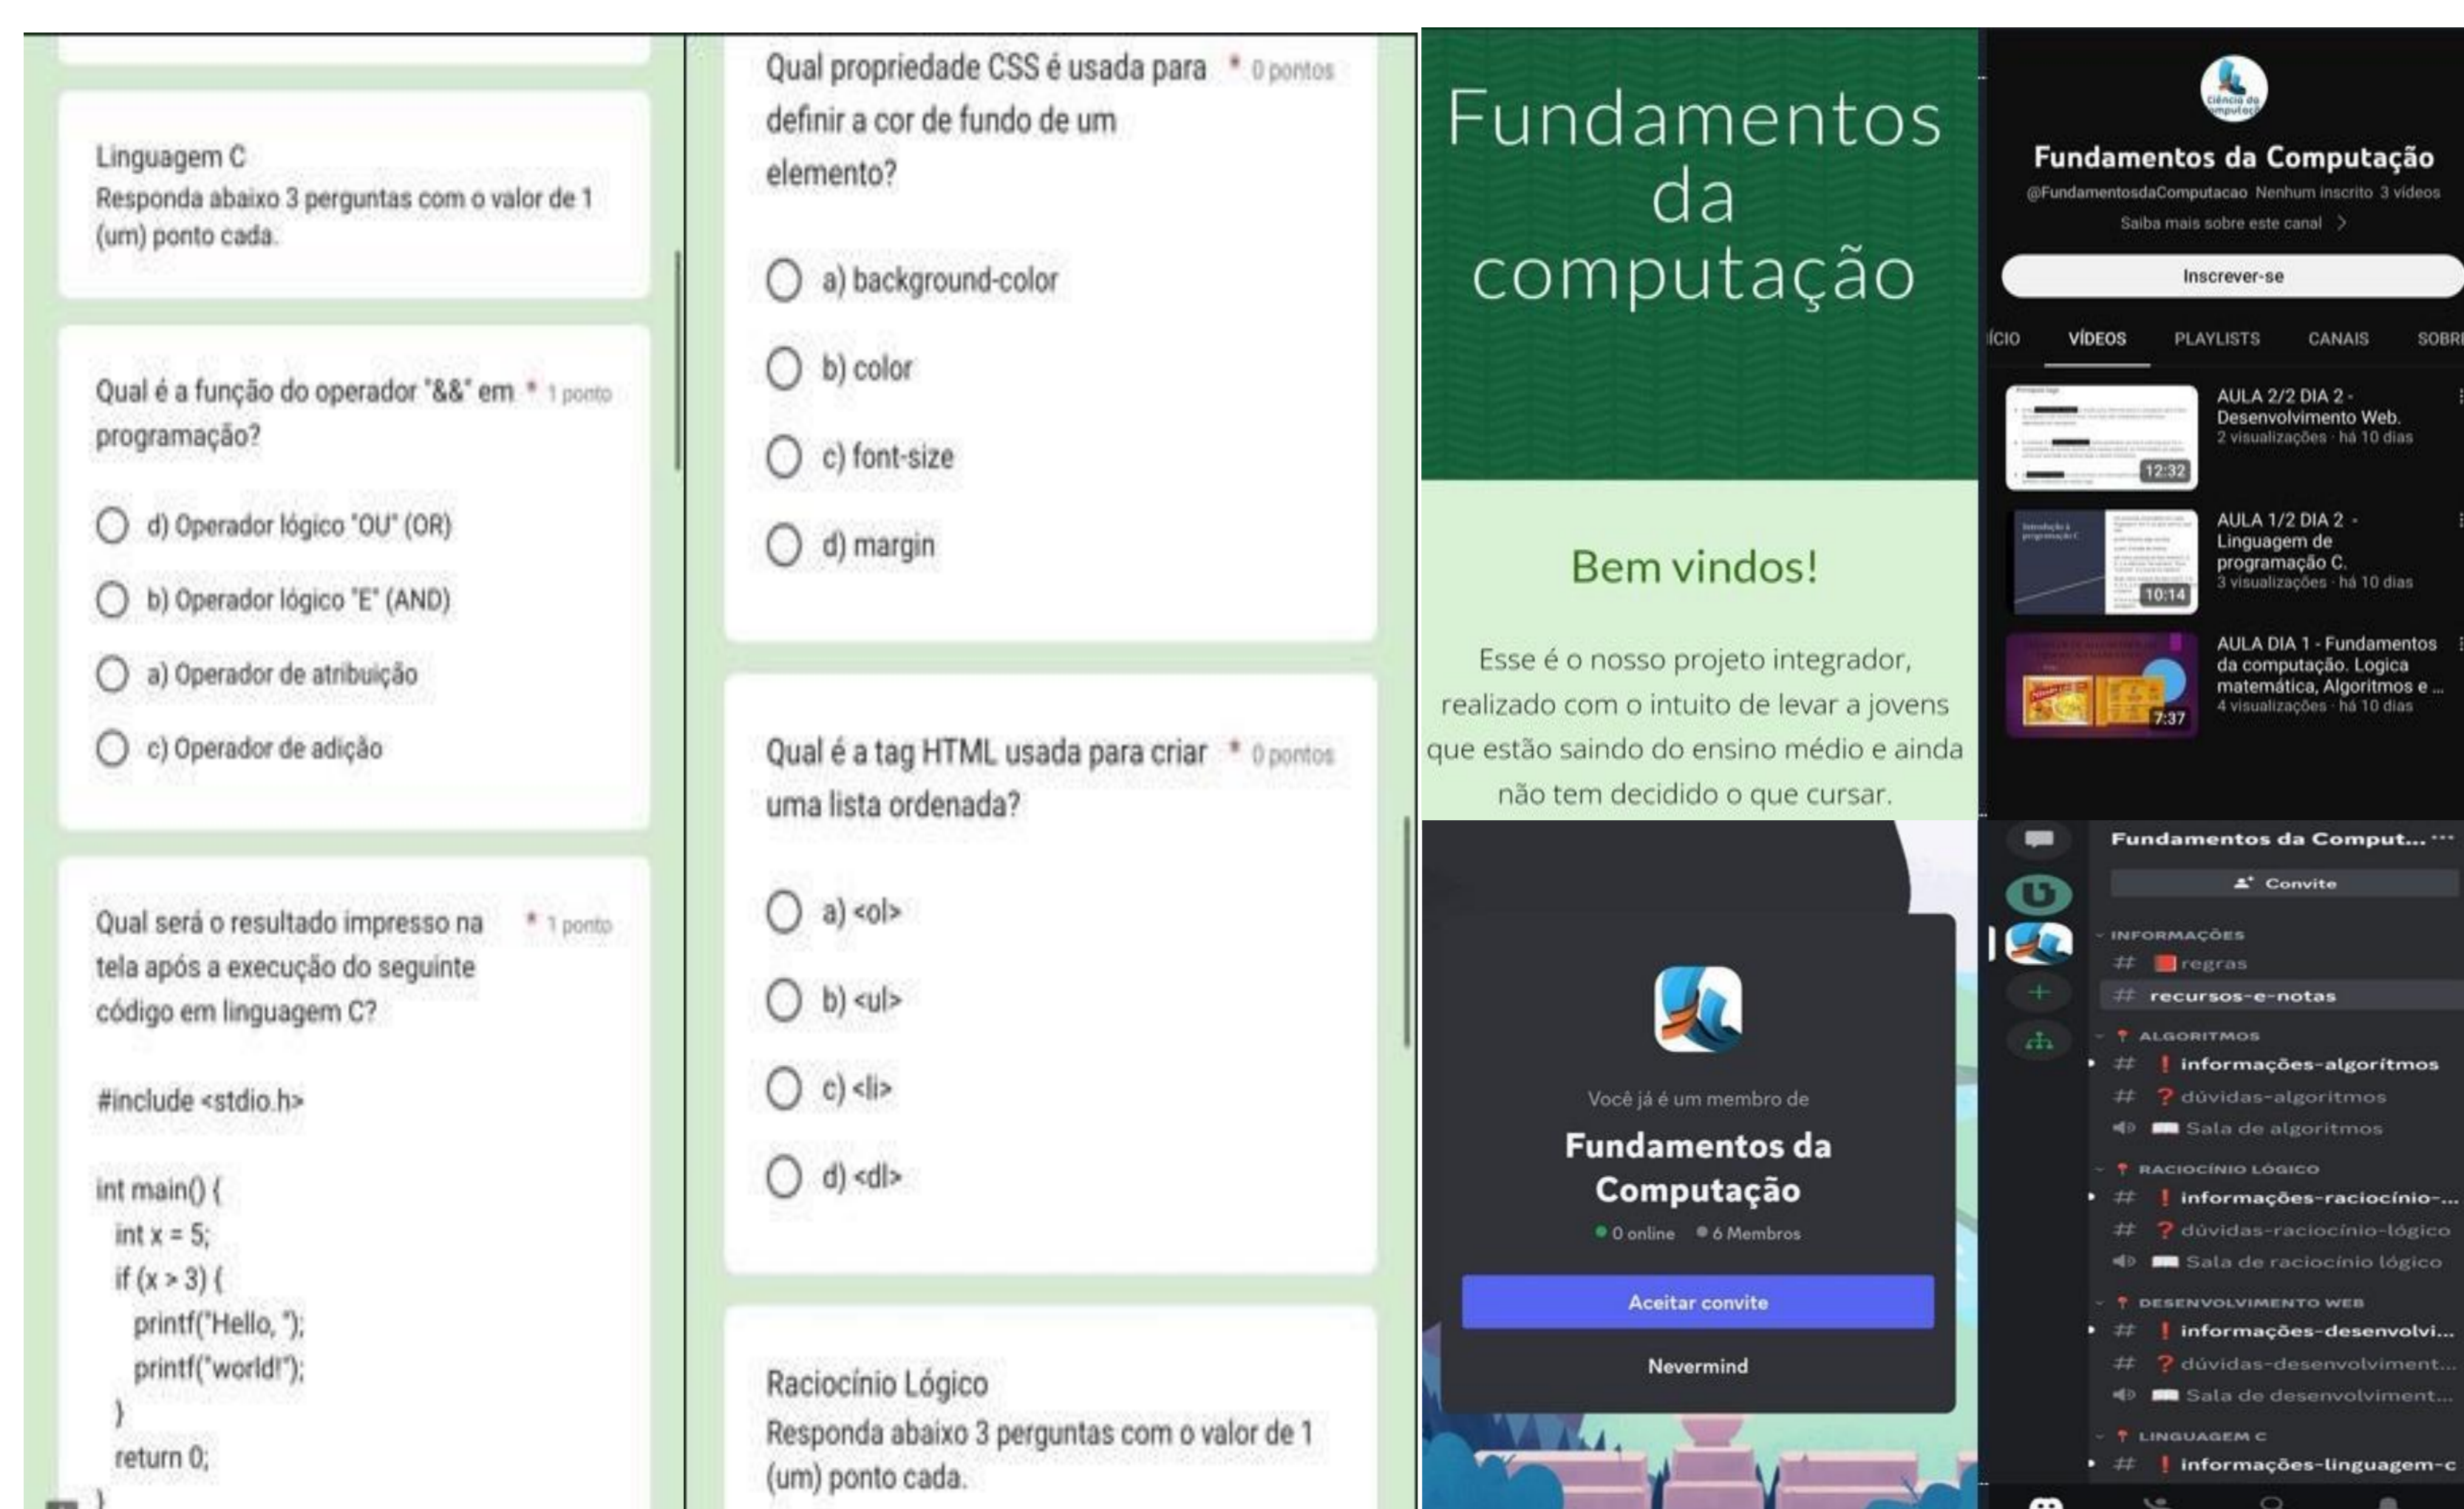 Linguagem C
Responda abaixo 3 perguntas com o valor de 1
(um) ponto cada.
Qual é a função do operador "&&" em * 1 ponto
programação?
d) Operador lógico "OU" (OR)
b) Operador lógico "E" (AND)
a) Operador de atribuição
c) Operador de adição
Qual será o resultado impresso na * 1 ponto
tela após a execução do seguinte
código em linguagem C?
#include <stdio.h>
int main() {
int x = 5;
if (x > 3) {
printf("Hello, ");
printf("world!");
}
return 0;
}
Qual propriedade CSS é usada para * 0 pontos
definir a cor de fundo de um
elemento?
a) background-color
b) color
c) font-size
d) margin
Qual é a tag HTML usada para criar * 0 pontos
uma lista ordenada?
a) <ol>
b) <ul>
c) <li>
d) <dl>
Raciocínio Lógico
Responda abaixo 3 perguntas com o valor de 1
(um) ponto cada.
Fundamentos
da
computação
Bem vindos!
Esse é o nosso projeto integrador,
realizado com o intuito de levar a jovens
que estão saindo do ensino médio e ainda
não tem decidido o que cursar.
Fundamentos da Computação
@FundamentosdaComputacao Nenhum inscrito 3 vídeos
Saiba mais sobre este canal >
Inscrever-se
ÍCIO VÍDEOS PLAYLISTS CANAIS SOBRE
AULA 2/2 DIA 2 -
Desenvolvimento Web.
2 visualizações · há 10 dias
12:32
AULA 1/2 DIA 2 -
Linguagem de
programação C.
3 visualizações · há 10 dias
Introdução à
programação C
10:14
AULA DIA 1 - Fundamentos
da computação. Logica
matemática, Algoritmos e ...
4 visualizações · há 10 dias
7:37
Você já é um membro de
Fundamentos da
Computação
0 online 6 Membros
Aceitar convite
Nevermind
Fundamentos da Comput... ...
Convite
INFORMAÇÕES
# regras
# recursos-e-notas
ALGORITMOS
# ❗ informações-algorítmos
# ❓ dúvidas-algoritmos
Sala de algoritmos
RACIOCÍNIO LÓGICO
# ❗ informações-raciocínio-...
# ❓ dúvidas-raciocínio-lógico
Sala de raciocínio lógico
DESENVOLVIMENTO WEB
# ❗ informações-desenvolvi...
# ❓ dúvidas-desenvolviment...
Sala de desenvolviment...
LINGUAGEM C
# ❗ informações-linguagem-c